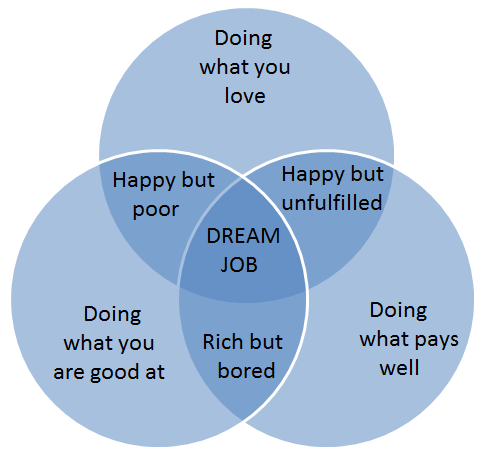 Doing
what you
love
Happy but
poor
Happy but
unfulfilled
DREAM
JOB
Doing
what you
are good at
Rich but
bored
Doing
what pays
well